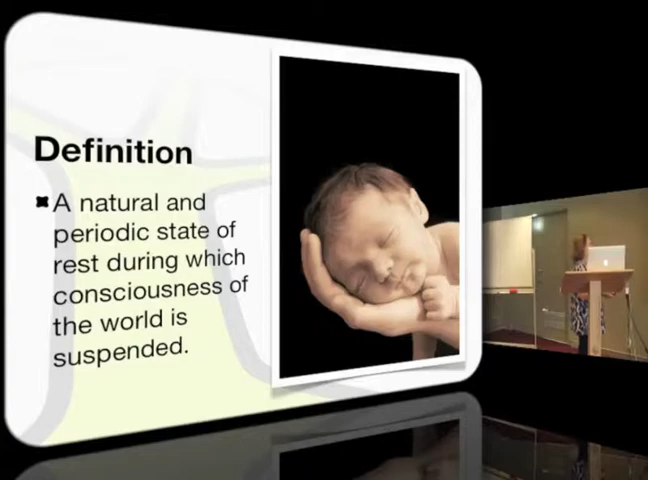 Definition
A natural and
periodic state of
rest during which
consciousness of
the world is
suspended.